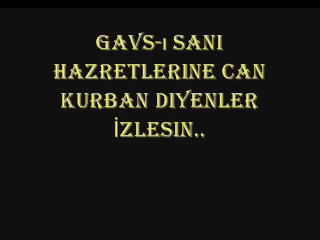 GAVS-ı SANI
HAZRETLERINE CAN
KURBAN DIYENLER
İZLESIN..